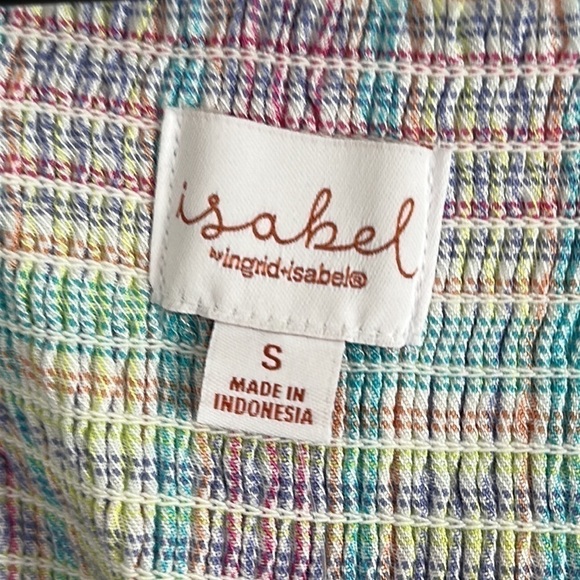 isabel
by ingrid+isabel®
S
MADE IN
INDONESIA